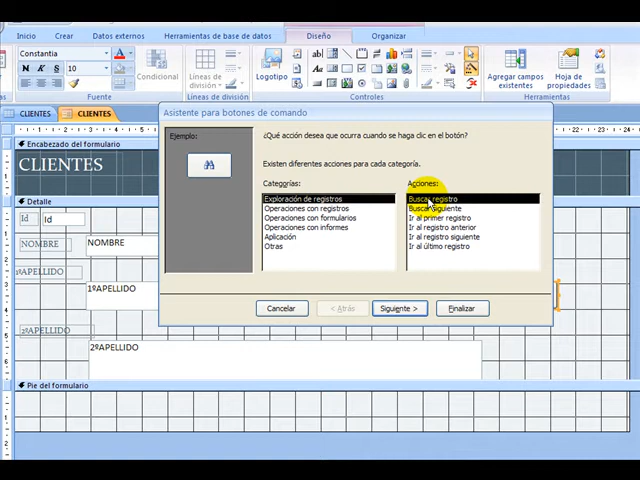 Inicio Crear Datos externos Herramientas de base de datos Diseño Organizar
Constantia
N K S
10
Condicional
Líneas de división
Logotipo
Agregar campos existentes
Hoja de propiedades
Fuente
Controles
Herramientas
CLIENTES
CLIENTES
Encabezado del formulario
CLIENTES
Detalle
Id Id
NOMBRE NOMBRE
1ºAPELLIDO
1ºAPELLIDO
2ºAPELLIDO
2ºAPELLIDO
Pie del formulario
Asistente para botones de comando
Ejemplo:
¿Qué acción desea que ocurra cuando se haga clic en el botón?
Existen diferentes acciones para cada categoría.
Categorías:
Exploración de registros
Operaciones con registros
Operaciones con formularios
Operaciones con informes
Aplicación
Otras
Acciones:
Buscar registro
Buscar siguiente
Ir al primer registro
Ir al registro anterior
Ir al registro siguiente
Ir al último registro
Cancelar
< Atrás
Siguiente >
Finalizar